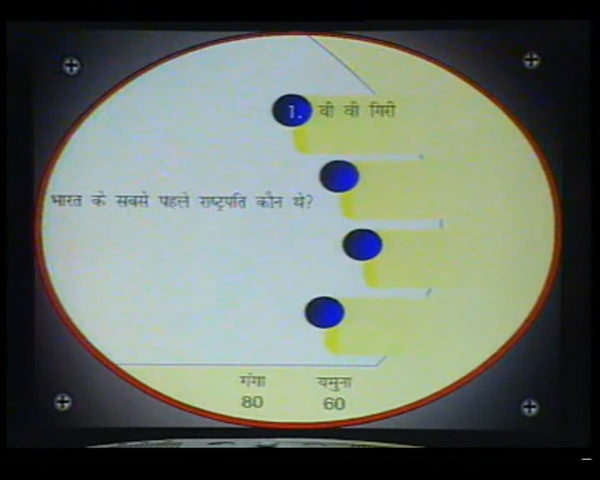 1. वी वी गिरी
भारत के सबसे पहले राष्ट्रपति कौन थे?
गंगा यमुना
80 60